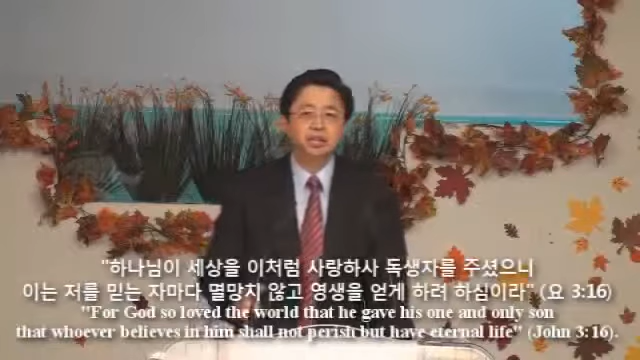 "하나님이 세상을 이처럼 사랑하사 독생자를 주셨으니
이는 저를 믿는 자마다 멸망치 않고 영생을 얻게 하려 하심이라" (요 3:16)
"For God so loved the world that he gave his one and only son
that whoever believes in him shall not perish but have eternal life" (John 3:16).